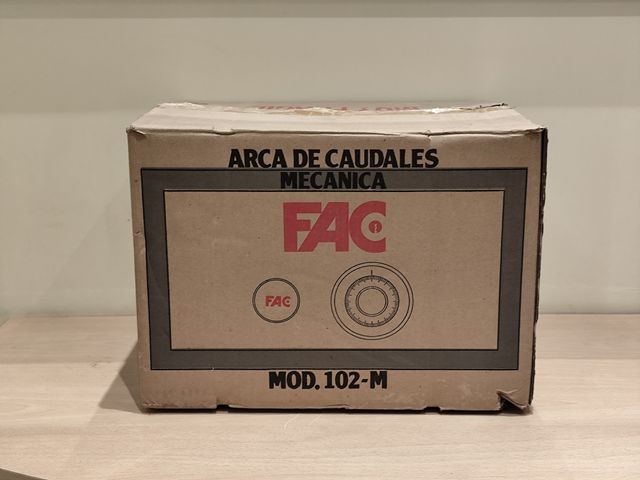 ARCA DE CAUDALES
MECANICA
FAC
FAC
MOD. 102-M